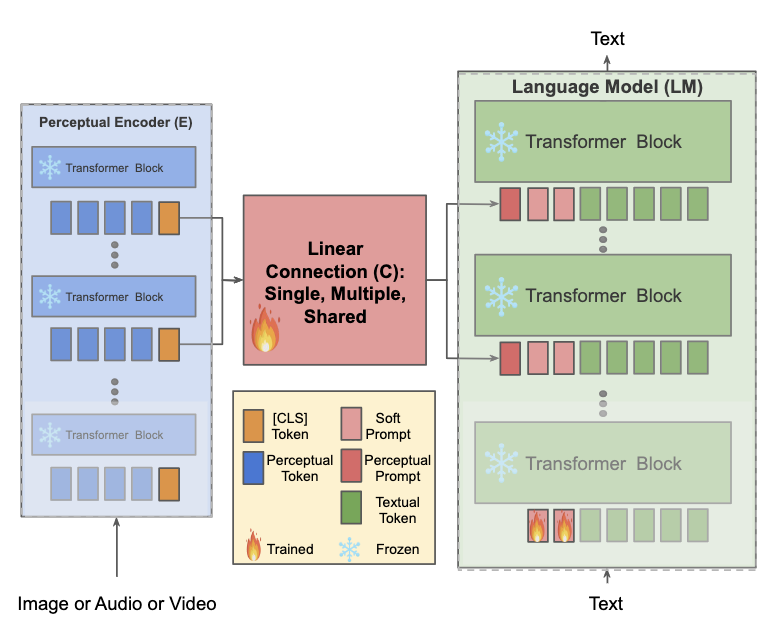 Text
Perceptual Encoder (E)
Transformer Block
Transformer Block
Transformer Block
Image or Audio or Video
Linear
Connection (C):
Single, Multiple,
Shared
[CLS]
Token
Soft
Prompt
Perceptual
Token
Perceptual
Prompt
Textual
Token
Trained
Frozen
Language Model (LM)
Transformer Block
Transformer Block
Transformer Block
Text